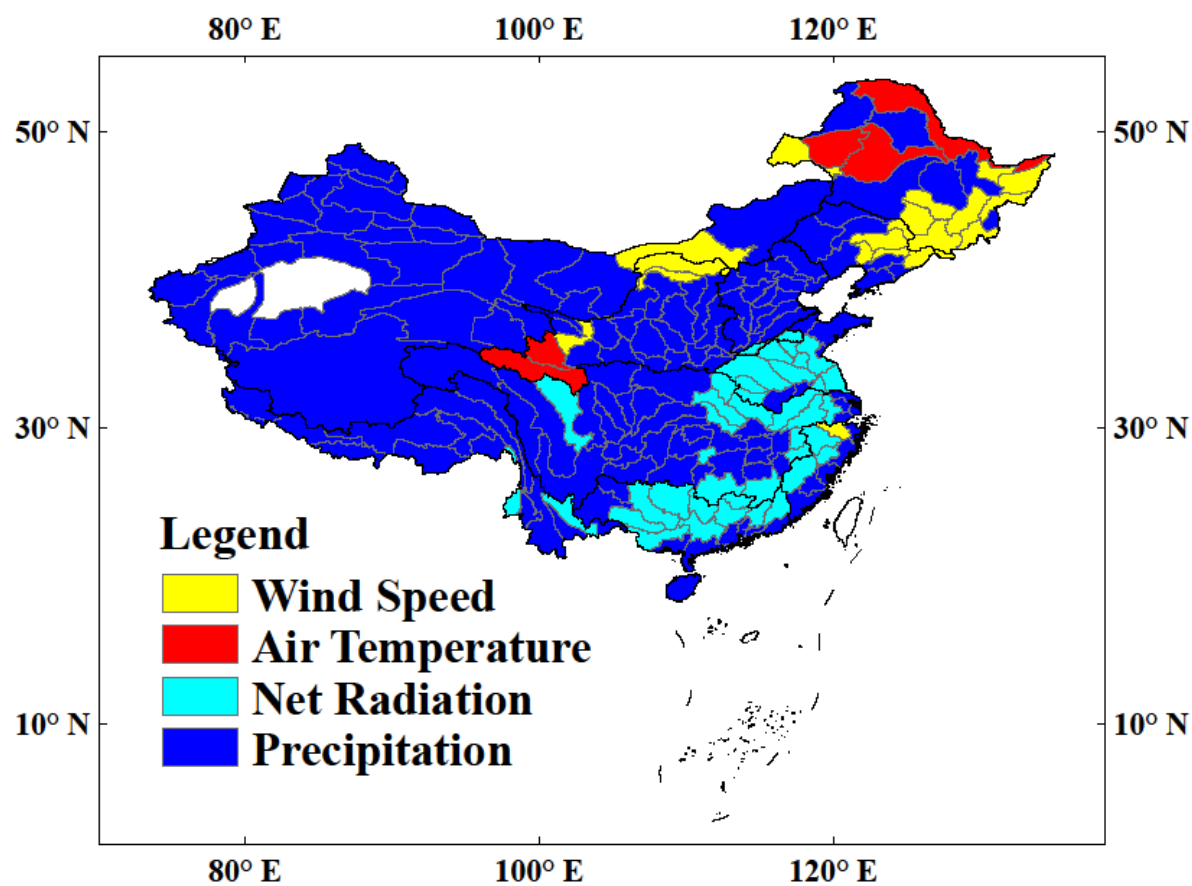 80° E 100° E 120° E
50° N 50° N
30° N 30° N
Legend
Wind Speed
Air Temperature
Net Radiation
10° N 10° N
Precipitation
80° E 100° E 120° E